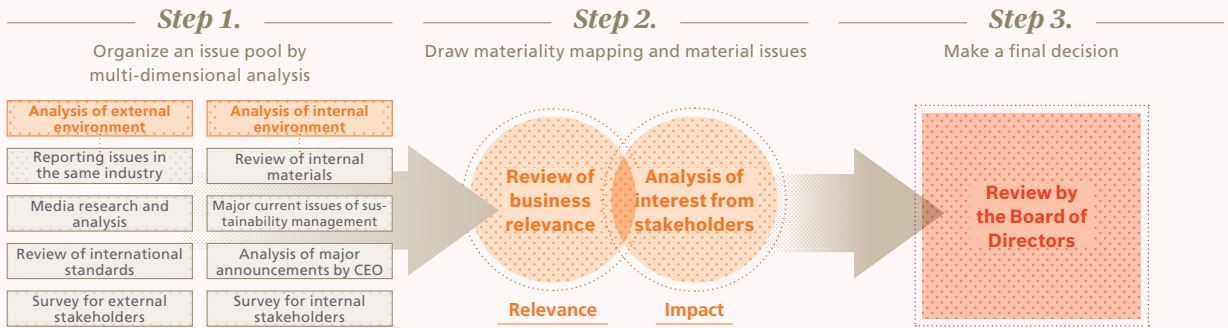 Step 1.
Organize an issue pool by
multi-dimensional analysis
Analysis of external
environment
Reporting issues in
the same industry
Media research and
analysis
Review of international
standards
Survey for external
stakeholders
Analysis of internal
environment
Review of internal
materials
Major current issues of sus-
tainability management
Analysis of major
announcements by CEO
Survey for internal
stakeholders
Step 2.
Draw materiality mapping and material issues
Review of
business
relevance
Relevance
Analysis of
interest from
stakeholders
Impact
Step 3.
Make a final decision
Review by
the Board of
Directors